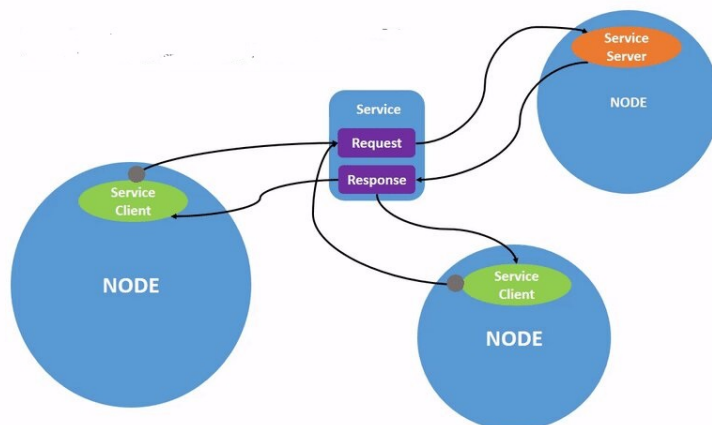 Service
Server
NODE
Service
Request
Response
Service
Client
NODE
Service
Client
NODE